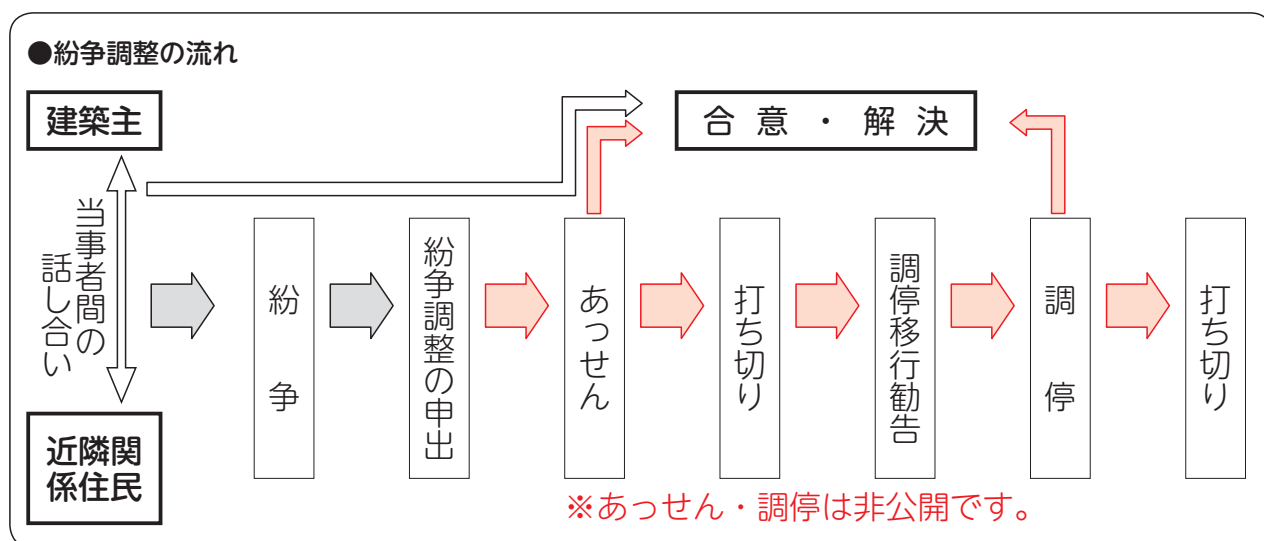 ●紛争調整の流れ
建築主
合意・解決
当事者間の
話し合い
紛争
紛争調整の申出
あっせん
打ち切り
調停移行勧告
調停
打ち切り
近隣関
係住民
※あっせん・調停は非公開です。